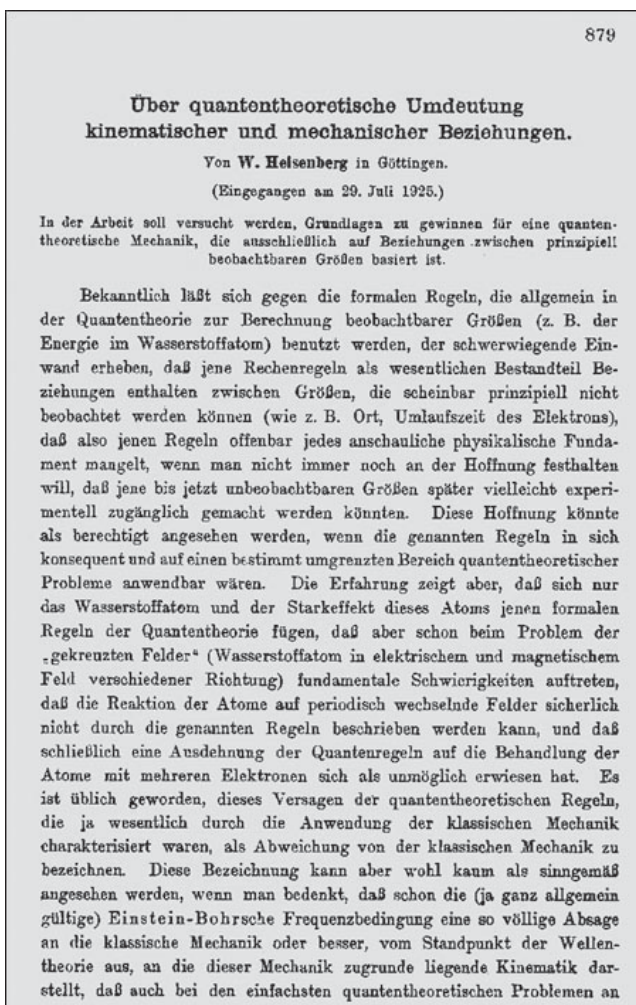 879
Über quantentheoretische Umdeutung
kinematischer und mechanischer Beziehungen.
Von W. Heisenberg in Göttingen.
(Eingegangen am 29. Juli 1925.)
In der Arbeit soll versucht werden, Grundlagen zu gewinnen für eine quanten-
theoretische Mechanik, die ausschließlich auf Beziehungen zwischen prinzipiell
beobachtbaren Größen basiert ist.
Bekanntlich läßt sich gegen die formalen Regeln, die allgemein in
der Quantentheorie zur Berechnung beobachtbarer Größen (z. B. der
Energie im Wasserstoffatom) benutzt werden, der schwerwiegende Ein-
wand erheben, daß jene Rechenregeln als wesentlichen Bestandteil Be-
ziehungen enthalten zwischen Größen, die scheinbar prinzipiell nicht
beobachtet werden können (wie z. B. Ort, Umlaufszeit des Elektrons),
daß also jenen Regeln offenbar jedes anschauliche physikalische Funda-
ment mangelt, wenn man nicht immer noch an der Hoffnung festhalten
will, daß jene bis jetzt unbeobachtbaren Größen später vielleicht experi-
mentell zugänglich gemacht werden könnten. Diese Hoffnung könnte
als berechtigt angesehen werden, wenn die genannten Regeln in sich
konsequent und auf einen bestimmt umgrenzten Bereich quantentheoretischer
Probleme anwendbar wären. Die Erfahrung zeigt aber, daß sich nur
das Wasserstoffatom und der Starkeffekt dieses Atoms jenen formalen
Regeln der Quantentheorie fügen, daß aber schon beim Problem der
„gekreuzten Felder“ (Wasserstoffatom in elektrischem und magnetischem
Feld verschiedener Richtung) fundamentale Schwierigkeiten auftreten,
daß die Reaktion der Atome auf periodisch wechselnde Felder sicherlich
nicht durch die genannten Regeln beschrieben werden kann, und daß
schließlich eine Ausdehnung der Quantenregeln auf die Behandlung der
Atome mit mehreren Elektronen sich als unmöglich erwiesen hat. Es
ist üblich geworden, dieses Versagen der quantentheoretischen Regeln,
die ja wesentlich durch die Anwendung der klassischen Mechanik
charakterisiert waren, als Abweichung von der klassischen Mechanik zu
bezeichnen. Diese Bezeichnung kann aber wohl kaum als sinngemäß
angesehen werden, wenn man bedenkt, daß schon die (ja ganz allgemein
gültige) Einstein-Bohrsche Frequenzbedingung eine so völlige Absage
an die klassische Mechanik oder besser, vom Standpunkt der Wellen-
theorie aus, an die dieser Mechanik zugrunde liegende Kinematik dar-
stellt, daß auch bei den einfachsten quantentheoretischen Problemen an